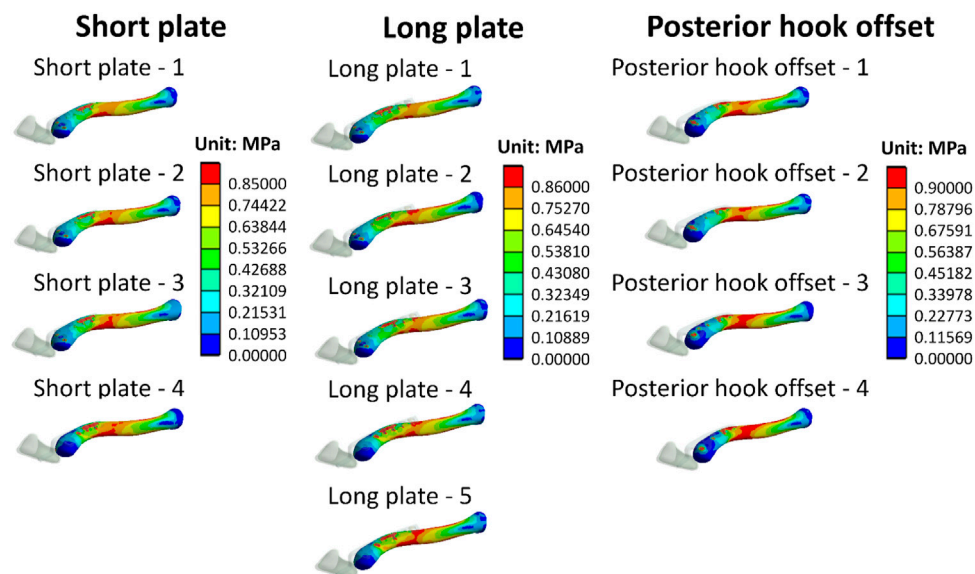 Short plate
Short plate - 1
Unit: MPa
Short plate - 2
0.85000
0.74422
0.63844
0.53266
0.42688
0.32109
0.21531
0.10953
0.00000
Short plate - 3
Short plate - 4
Long plate
Long plate - 1
Unit: MPa
Long plate - 2
0.86000
0.75270
0.64540
0.53810
0.43080
0.32349
0.21619
0.10889
0.00000
Long plate - 3
Long plate - 4
Long plate - 5
Posterior hook offset
Posterior hook offset - 1
Unit: MPa
Posterior hook offset - 2
0.90000
0.78796
0.67591
0.56387
0.45182
0.33978
0.22773
0.11569
0.00000
Posterior hook offset - 3
Posterior hook offset - 4